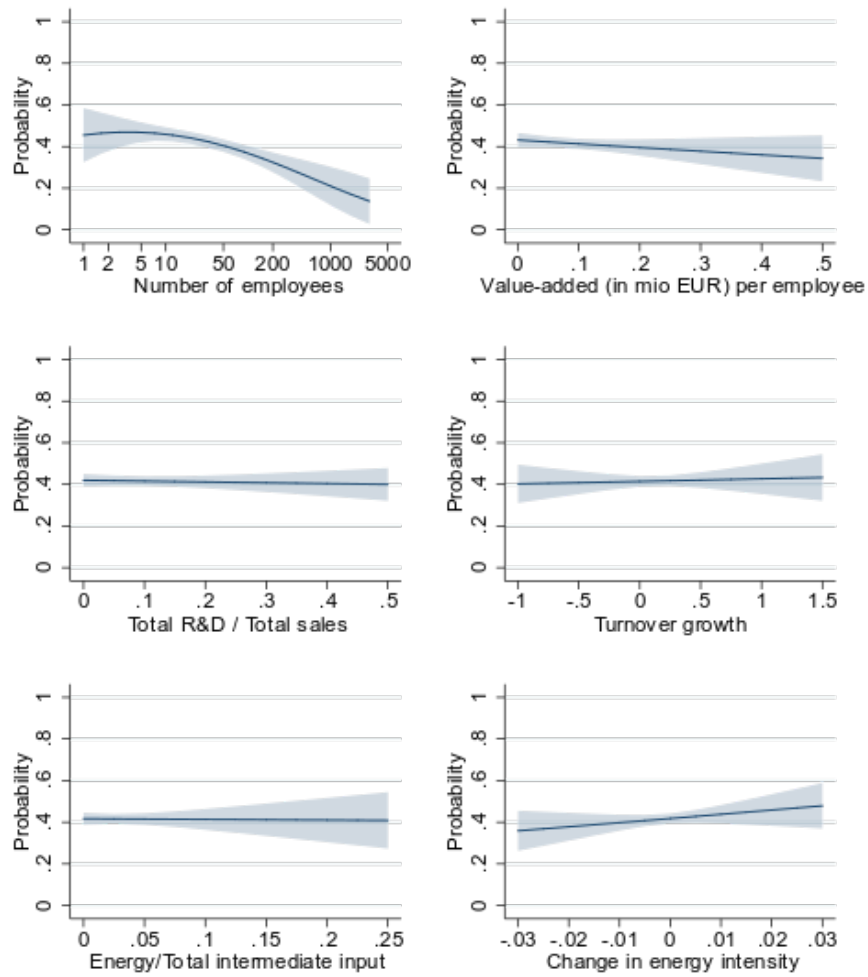 Probability
1
.8
.6
.4
.2
0
1 2 5 10 50 200 1000 5000
Number of employees
Probability
1
.8
.6
.4
.2
0
0 .1 .2 .3 .4 .5
Value-added (in mio EUR) per employee
Probability
1
.8
.6
.4
.2
0
0 .1 .2 .3 .4 .5
Total R&D / Total sales
Probability
1
.8
.6
.4
.2
0
-1 -.5 0 .5 1 1.5
Turnover growth
Probability
1
.8
.6
.4
.2
0
0 .05 .1 .15 .2 .25
Energy/Total intermediate input
Probability
1
.8
.6
.4
.2
0
-.03 -.02 -.01 0 .01 .02 .03
Change in energy intensity